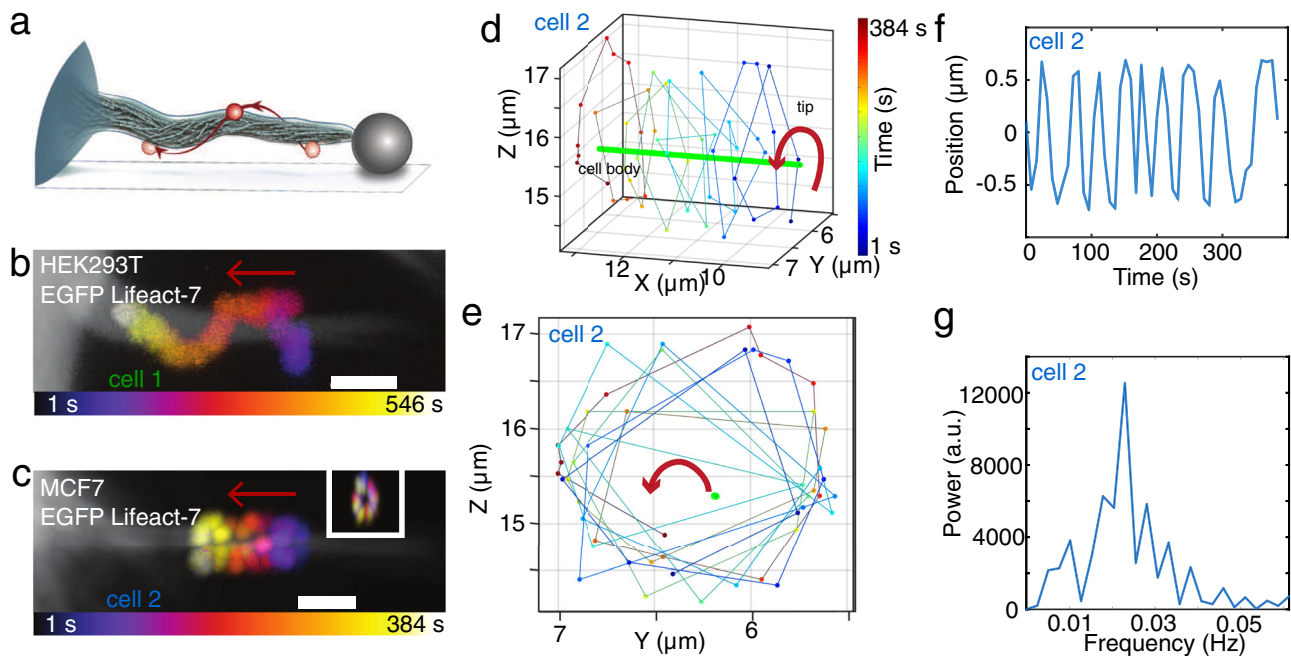 a
b
HEK293T
EGFP Lifeact-7
cell 1
1 s
546 s
c
MCF7
EGFP Lifeact-7
cell 2
1 s
384 s
d
cell 2
17
16
15
Z (µm)
12
10
X (µm)
6
7
Y (µm)
tip
cell body
384 s
Time (s)
1 s
e
cell 2
17
16
15
Z (µm)
7
6
Y (µm)
f
cell 2
Position (µm)
0.5
0
-0.5
0
100
200
300
Time (s)
g
cell 2
Power (a.u.)
12000
8000
4000
0
0.01
0.03
0.05
Frequency (Hz)